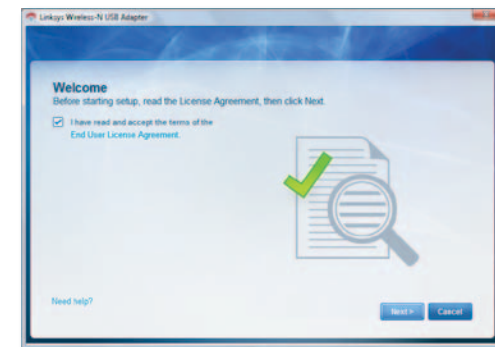 Linksys Wireless-N USB Adapter
Welcome
Before starting setup, read the License Agreement, then click Next.
I have read and accept the terms of the
End User License Agreement.
Need help?
Next >
Cancel